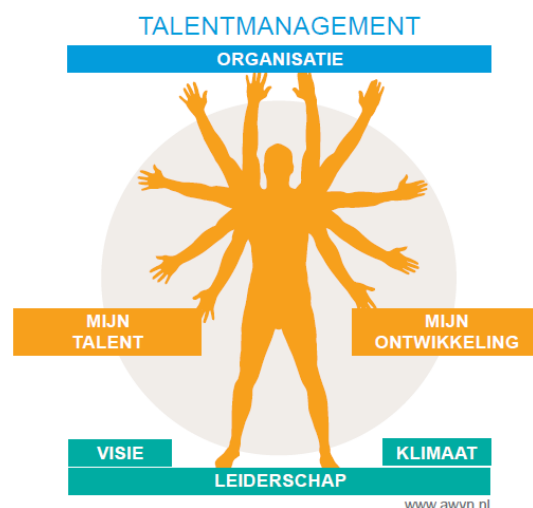 TALENTMANAGEMENT
ORGANISATIE
MIJN
TALENT
MIJN
ONTWIKKELING
VISIE
KLIMAAT
LEIDERSCHAP
www.awvn.nl